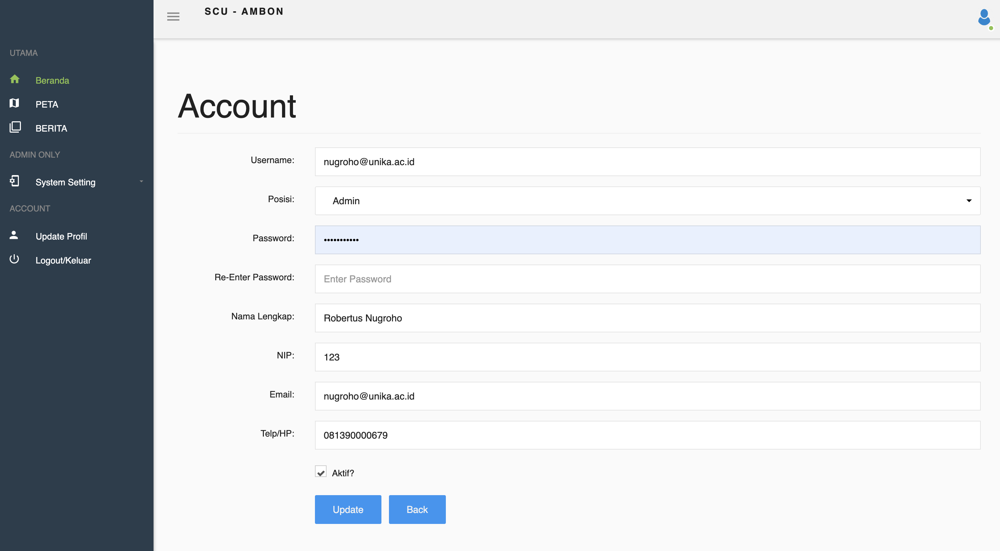 SCU - AMBON
UTAMA
Beranda
PETA
BERITA
ADMIN ONLY
System Setting
ACCOUNT
Update Profil
Logout/Keluar
Account
Username: nugroho@unika.ac.id
Posisi: Admin
Password: •••••••••••
Re-Enter Password: Enter Password
Nama Lengkap: Robertus Nugroho
NIP: 123
Email: nugroho@unika.ac.id
Telp/HP: 081390000679
Aktif?
Update Back